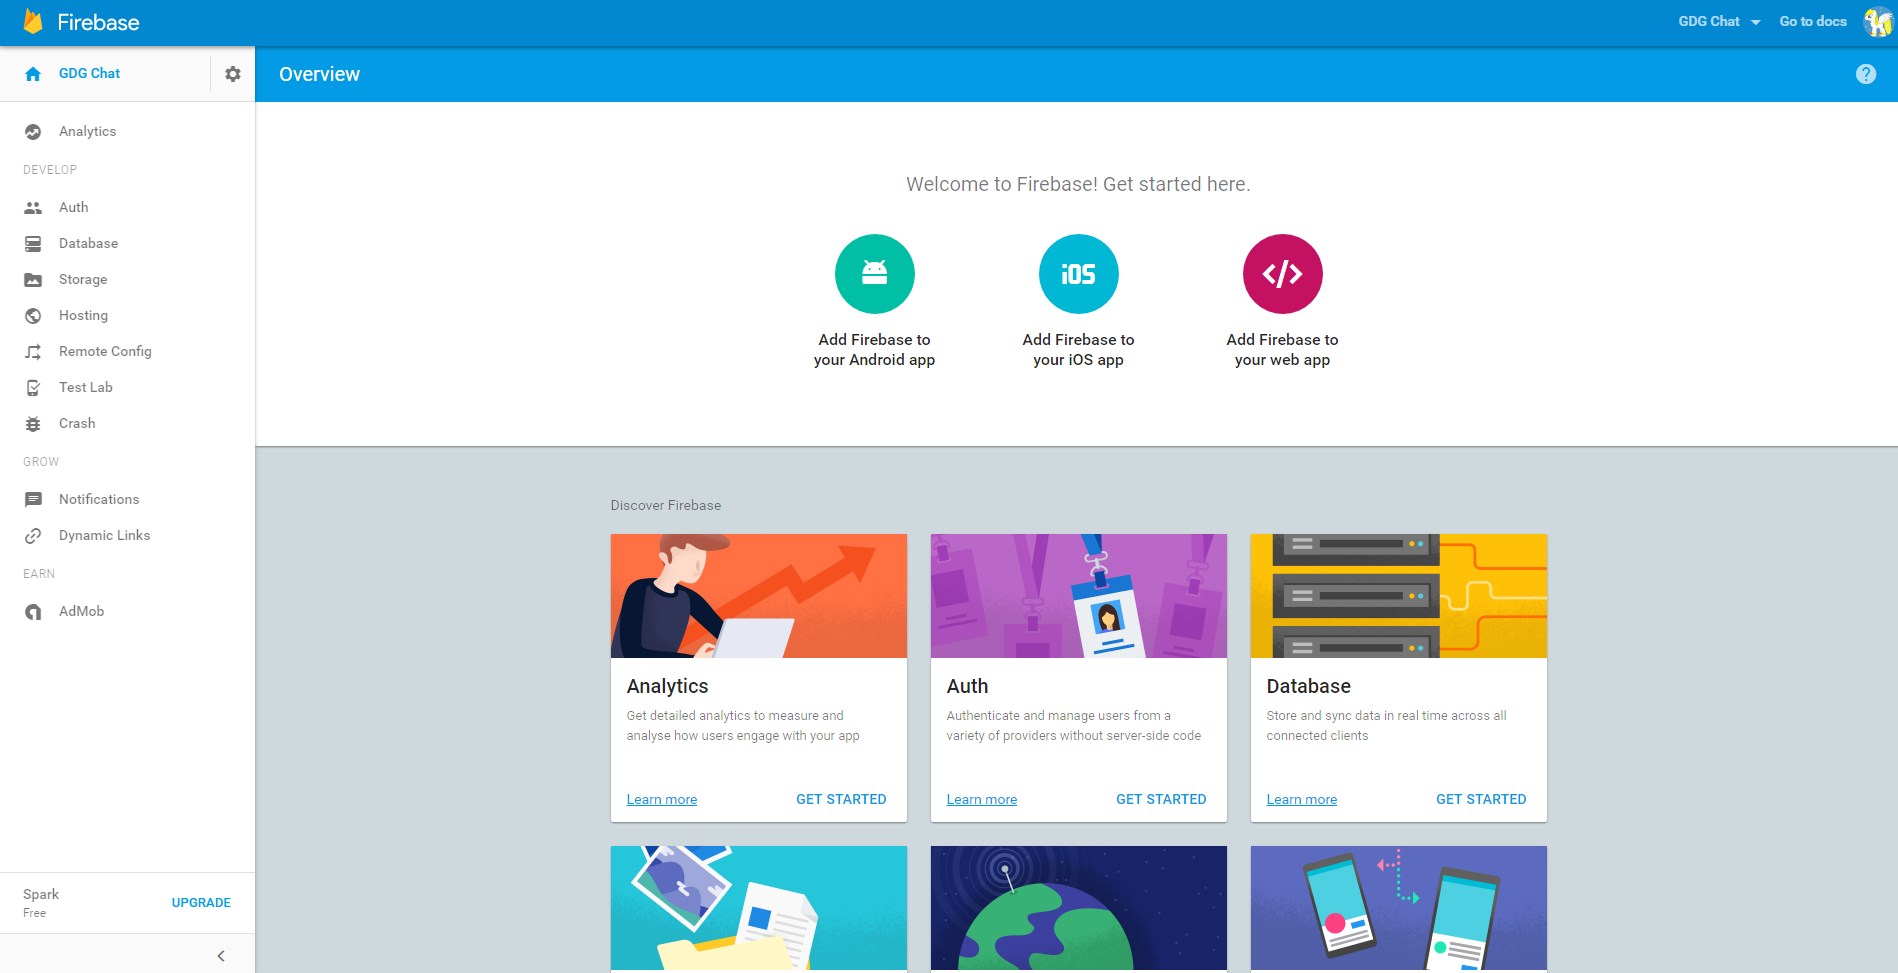 Firebase
GDG Chat
Go to docs
GDG Chat
Overview
Analytics
DEVELOP
Auth
Database
Storage
Hosting
Remote Config
Test Lab
Crash
GROW
Notifications
Dynamic Links
EARN
AdMob
Spark
Free
UPGRADE
Welcome to Firebase! Get started here.
iOS
Add Firebase to
your Android app
Add Firebase to
your iOS app
Add Firebase to
your web app
Discover Firebase
Analytics
Get detailed analytics to measure and
analyse how users engage with your app
Learn more
GET STARTED
Auth
Authenticate and manage users from a
variety of providers without server-side code
Learn more
GET STARTED
Database
Store and sync data in real time across all
connected clients
Learn more
GET STARTED